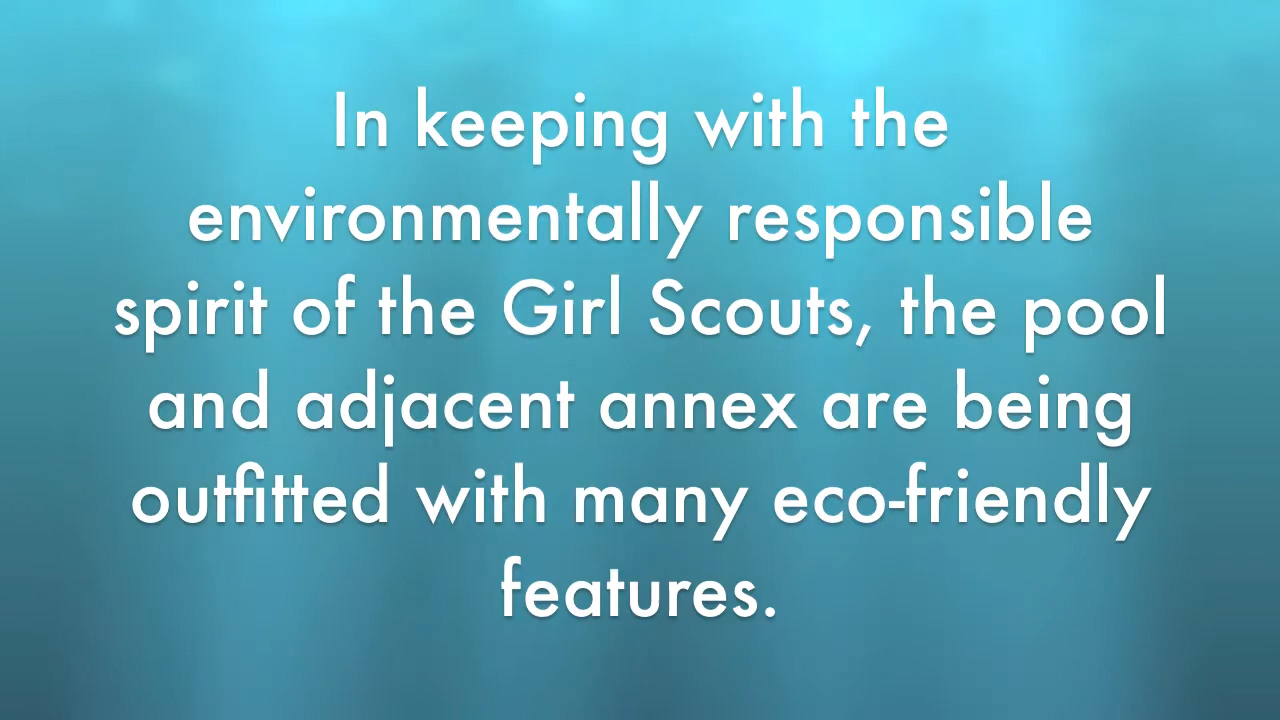 In keeping with the
environmentally responsible
spirit of the Girl Scouts, the pool
and adjacent annex are being
outfitted with many eco-friendly
features.